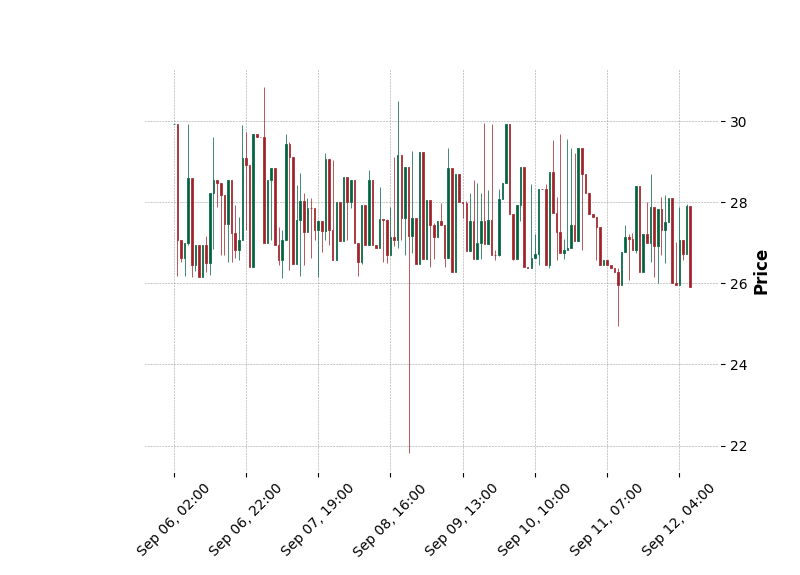 30
28
26
24
22
Price
Sep 06, 02:00
Sep 06, 22:00
Sep 07, 19:00
Sep 08, 16:00
Sep 09, 13:00
Sep 10, 10:00
Sep 11, 07:00
Sep 12, 04:00